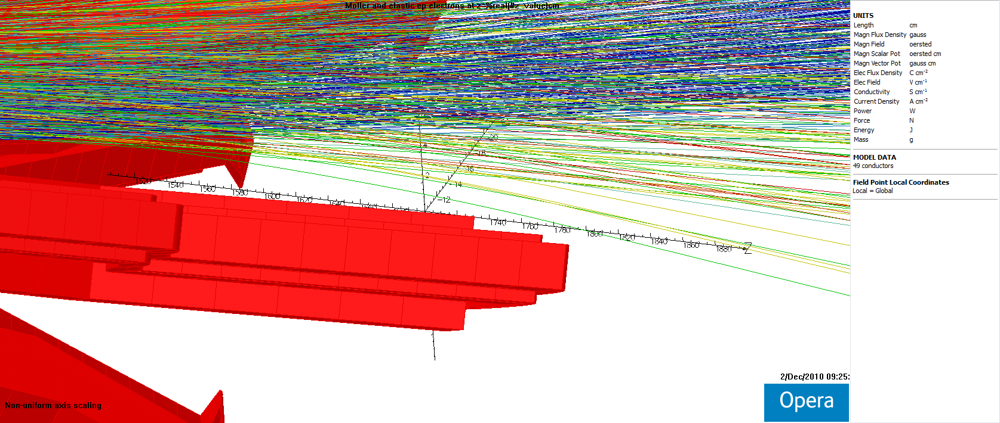 Moller and elastic ep electrons at z=%real(#z_value)cm
UNITS
Length cm
Magn Flux Density gauss
Magn Field oersted
Magn Scalar Pot oersted cm
Magn Vector Pot gauss cm
Elec Flux Density C cm⁻²
Elec Field V cm⁻¹
Conductivity S cm⁻¹
Current Density A cm⁻²
Power W
Force N
Energy J
Mass g
MODEL DATA
49 conductors
Field Point Local Coordinates
Local = Global
4
2
-18
-16
-14
-12
1520 1540 1560 1580 1600 1620 1640 1740 1760 1780 1800 1820 1840 1860 1880 Z
2/Dec/2010 09:25:
Opera
Non-uniform axis scaling